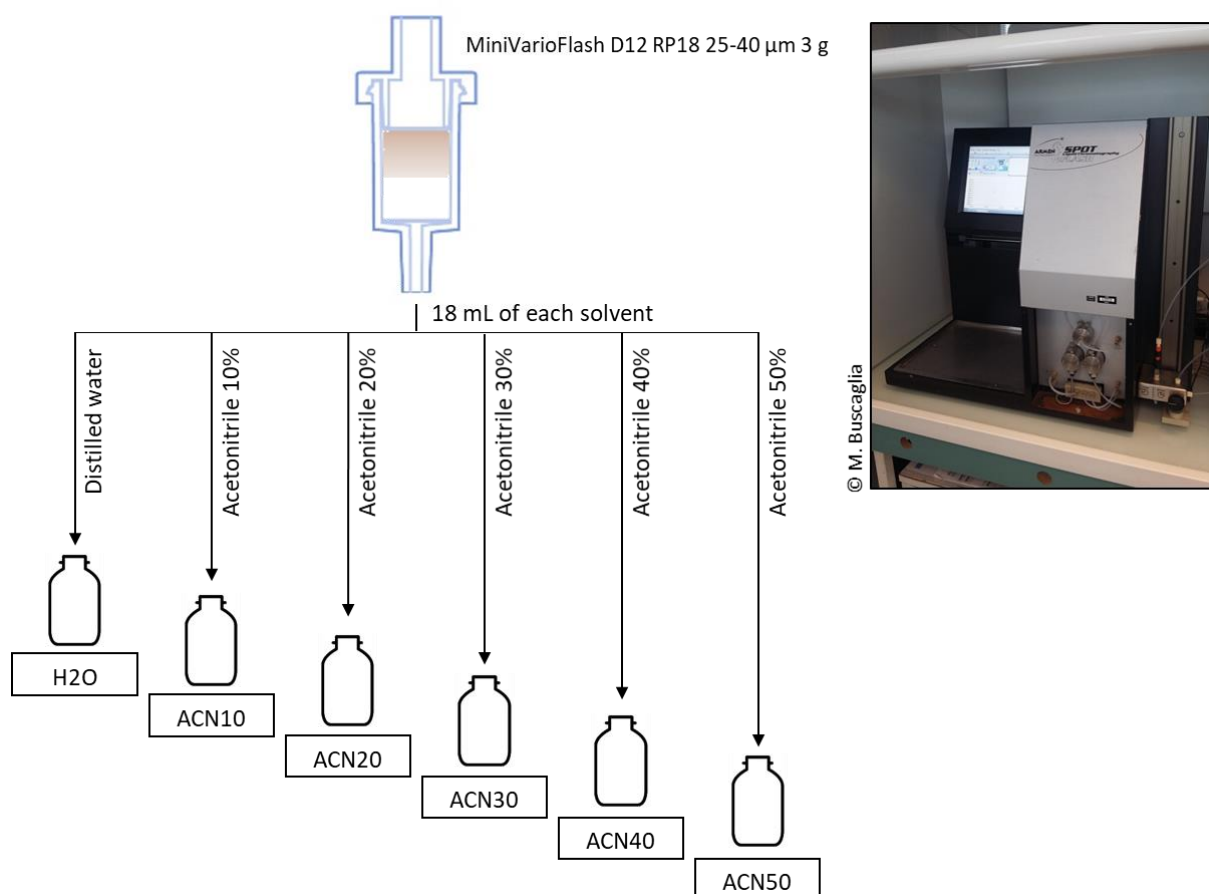 MiniVarioFlash D12 RP18 25-40 µm 3 g
18 mL of each solvent
Distilled water
Acetonitrile 10%
Acetonitrile 20%
Acetonitrile 30%
Acetonitrile 40%
Acetonitrile 50%
H2O
ACN10
ACN20
ACN30
ACN40
ACN50
© M. Buscaglia
ARMEN
SPOT